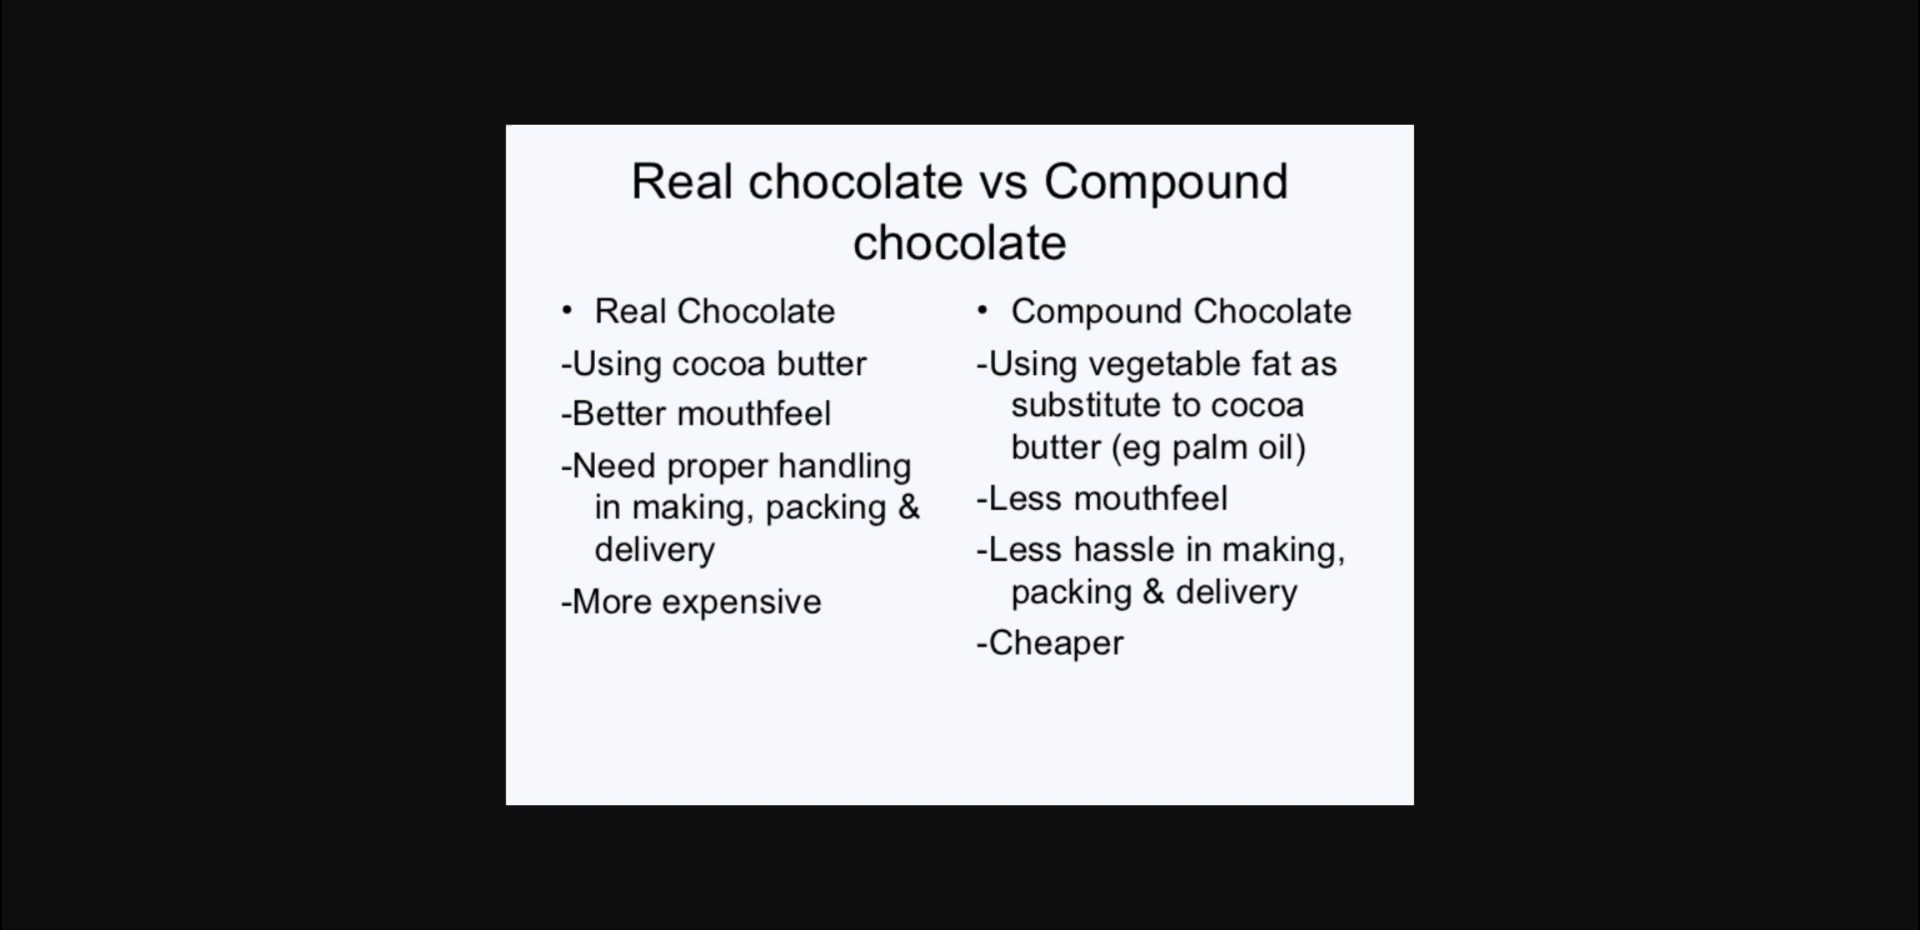 Real chocolate vs Compound
chocolate
• Real Chocolate
-Using cocoa butter
-Better mouthfeel
-Need proper handling
in making, packing &
delivery
-More expensive
• Compound Chocolate
-Using vegetable fat as
substitute to cocoa
butter (eg palm oil)
-Less mouthfeel
-Less hassle in making,
packing & delivery
-Cheaper